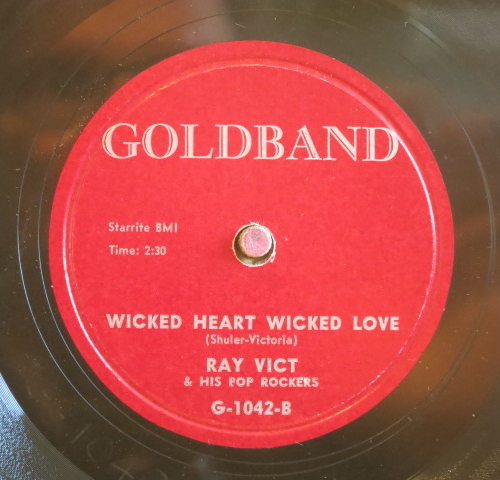 GOLDBAND
Starrite BMI
Time: 2:30
WICKED HEART WICKED LOVE
(Shuler-Victoria)
RAY VICT
& HIS POP ROCKERS
G-1042-B